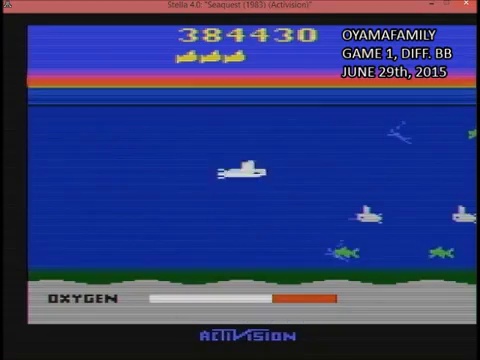 Stella 4.0: "Seaquest (1983) (Activision)"
384430
OYAMAFAMILY
GAME 1, DIFF. BB
JUNE 29th, 2015
OXYGEN
ACTIVISION